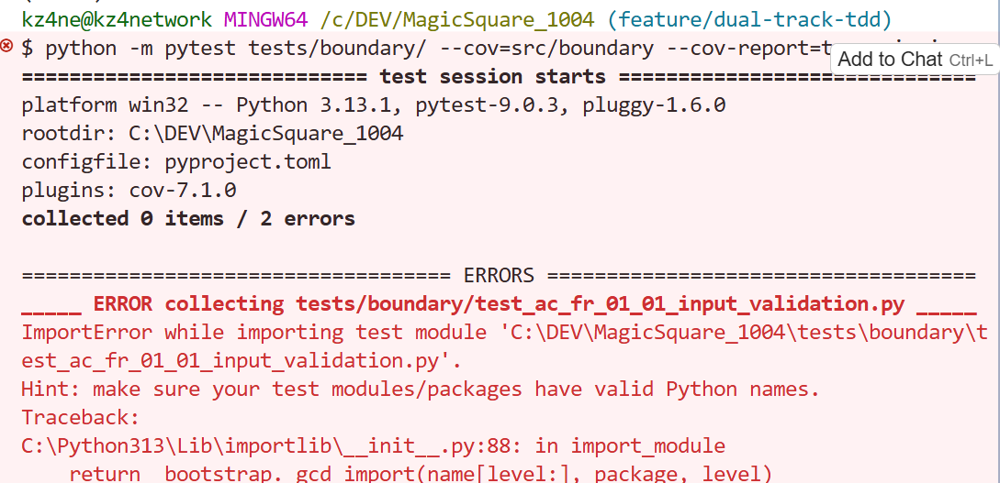 kz4ne@kz4network MINGW64 /c/DEV/MagicSquare_1004 (feature/dual-track-tdd)
$ python -m pytest tests/boundary/ --cov=src/boundary --cov-report=t
Add to Chat Ctrl+L
============================= test session starts =============================
platform win32 -- Python 3.13.1, pytest-9.0.3, pluggy-1.6.0
rootdir: C:\DEV\MagicSquare_1004
configfile: pyproject.toml
plugins: cov-7.1.0
collected 0 items / 2 errors
==================================== ERRORS ====================================
_____ ERROR collecting tests/boundary/test_ac_fr_01_01_input_validation.py _____
ImportError while importing test module 'C:\DEV\MagicSquare_1004\tests\boundary\t
est_ac_fr_01_01_input_validation.py'.
Hint: make sure your test modules/packages have valid Python names.
Traceback:
C:\Python313\Lib\importlib\__init__.py:88: in import_module
return _bootstrap._gcd_import(name[level:], package, level)